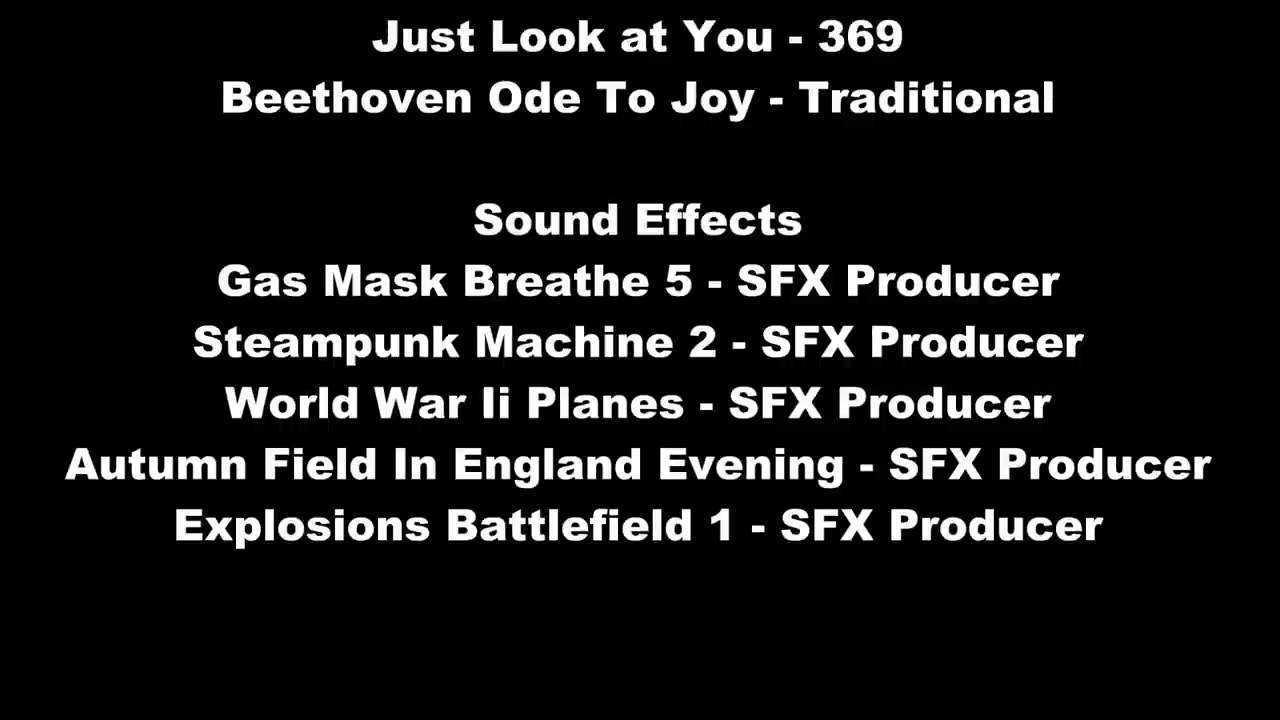 Just Look at You - 369
Beethoven Ode To Joy - Traditional
Sound Effects
Gas Mask Breathe 5 - SFX Producer
Steampunk Machine 2 - SFX Producer
World War Ii Planes - SFX Producer
Autumn Field In England Evening - SFX Producer
Explosions Battlefield 1 - SFX Producer